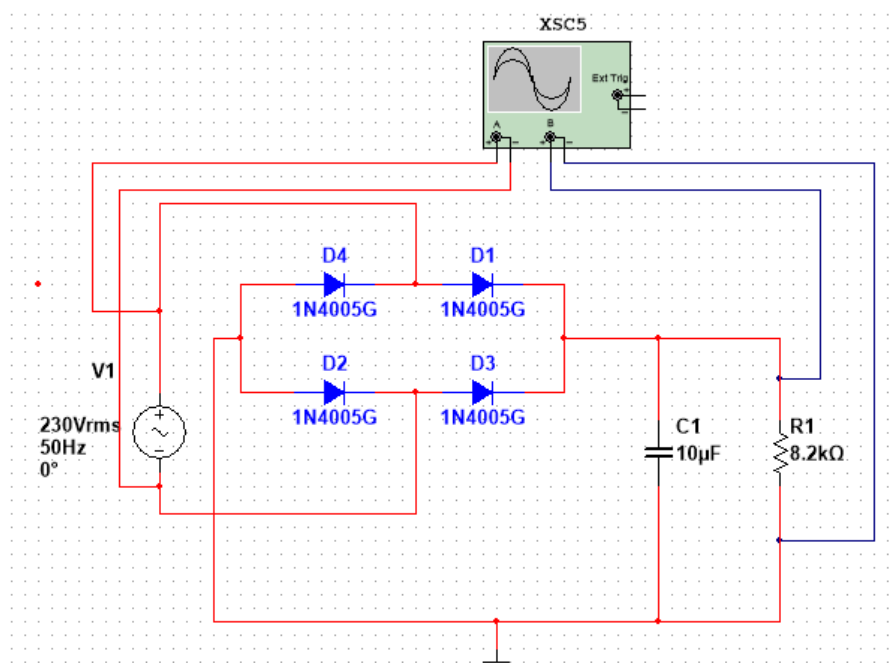 XSC5
Ext Trig
+
-
A
B
+
-
+
-
D4
D1
1N4005G
1N4005G
D2
D3
1N4005G
1N4005G
V1
230Vrms
50Hz
0°
+
-
C1
10µF
R1
8.2kΩ